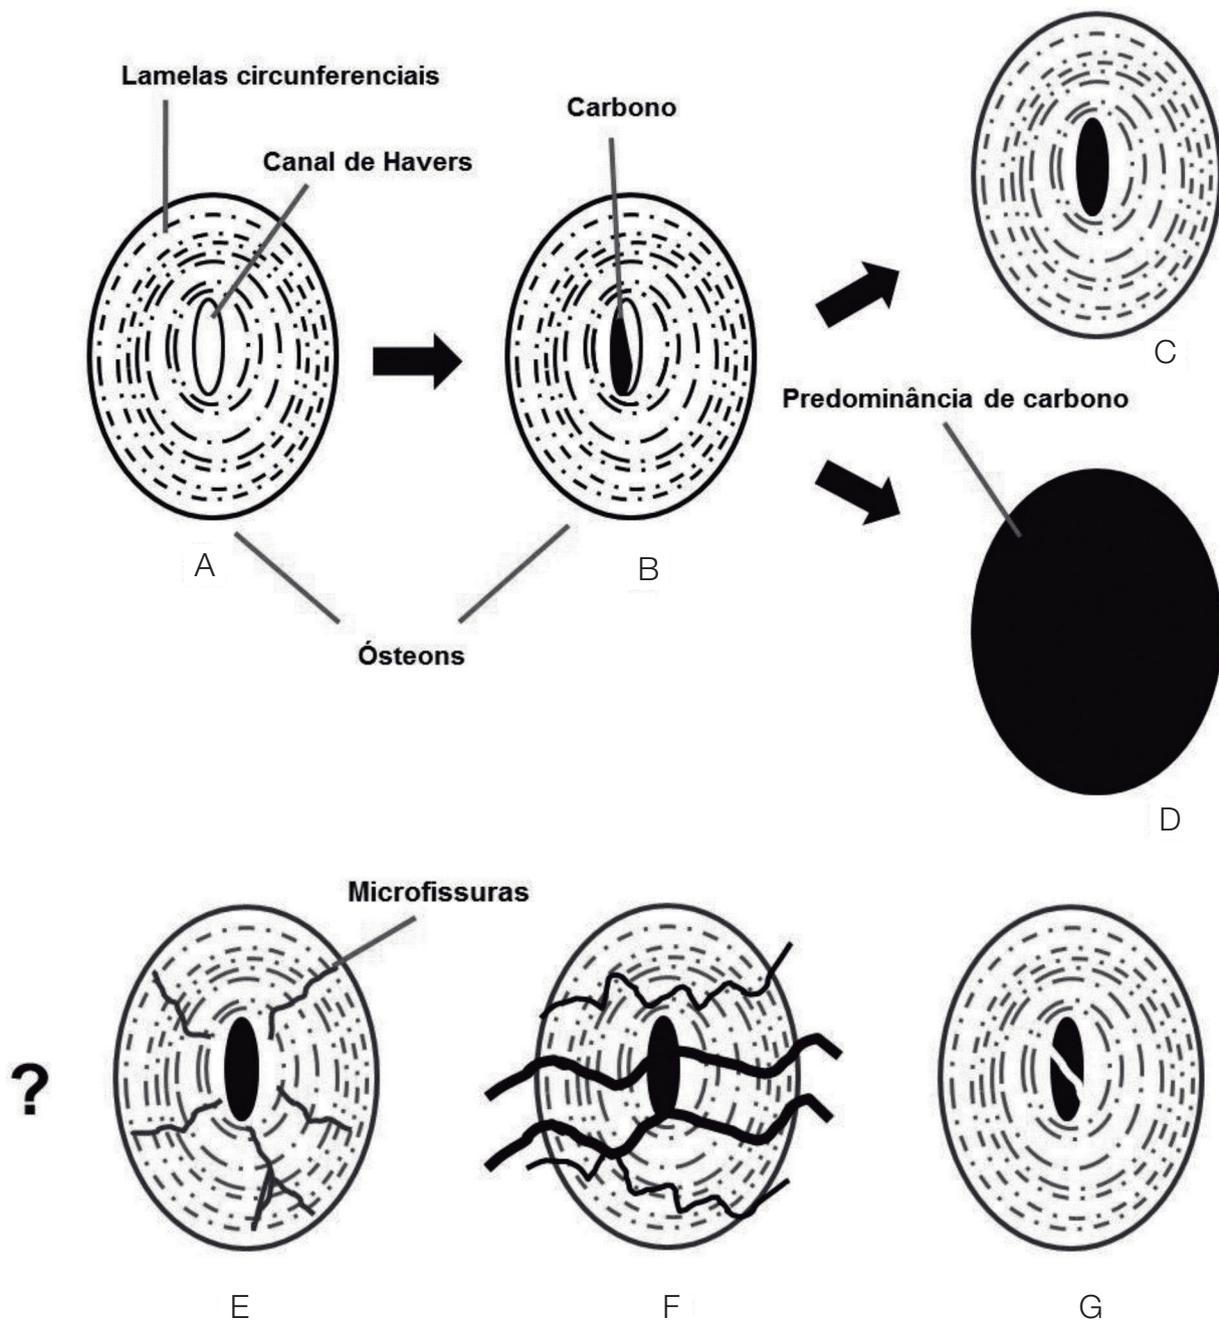 Lamelas circunferenciais
Carbono
Canal de Havers
C
Predominância de carbono
A
B
Ósteons
D
Microfissuras
?
E
F
G